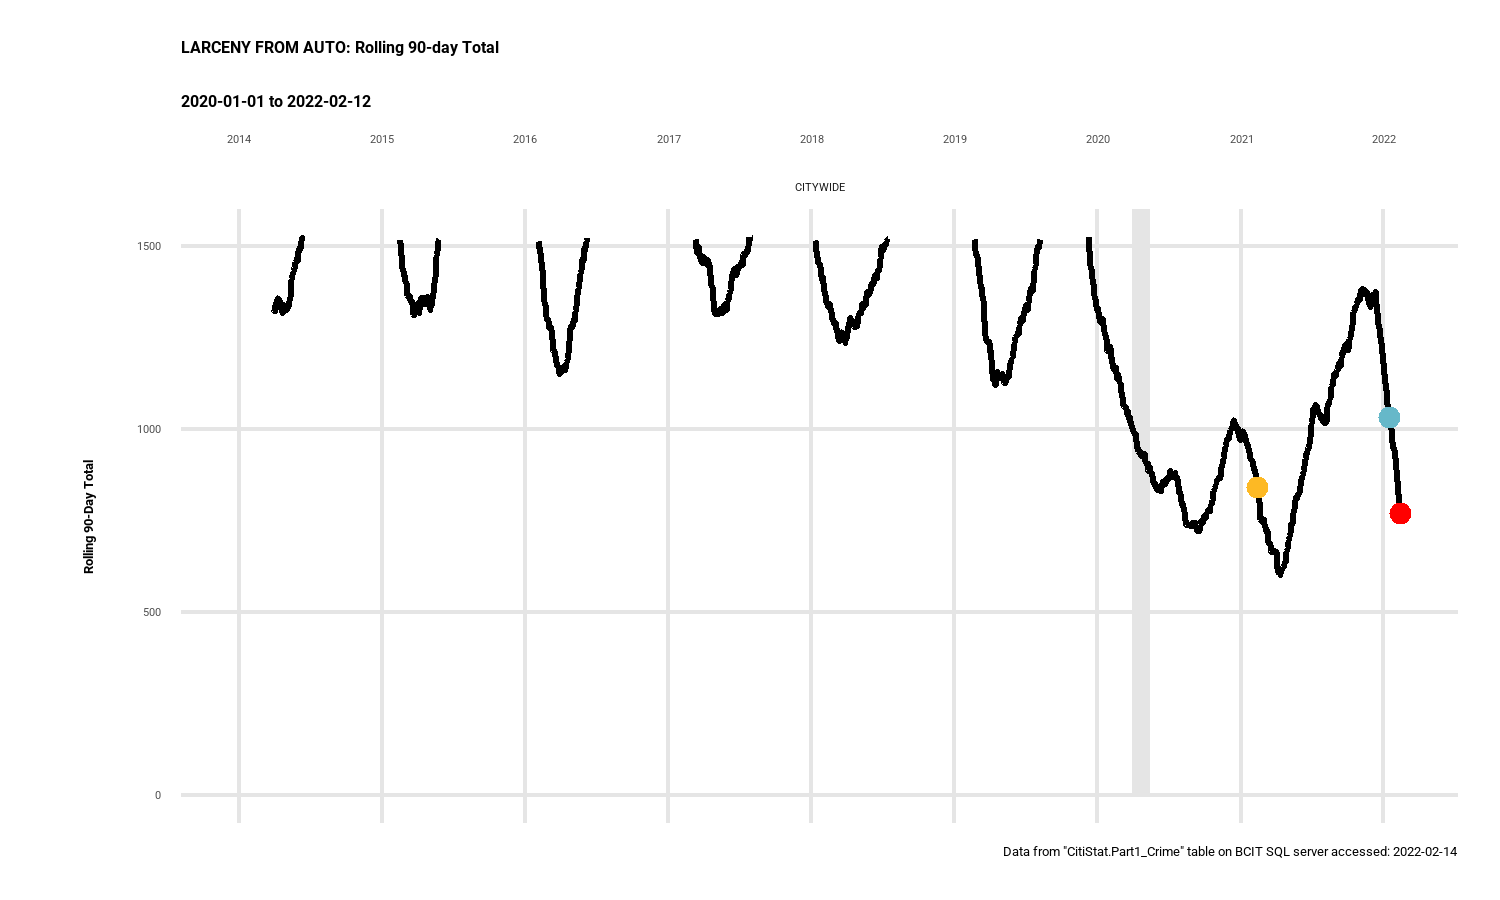 LARCENY FROM AUTO: Rolling 90-day Total
2020-01-01 to 2022-02-12
2014 2015 2016 2017 2018 2019 2020 2021 2022
CITYWIDE
1500
1000
500
0
Rolling 90-Day Total
Data from "CitiStat.Part1_Crime" table on BCIT SQL server accessed: 2022-02-14